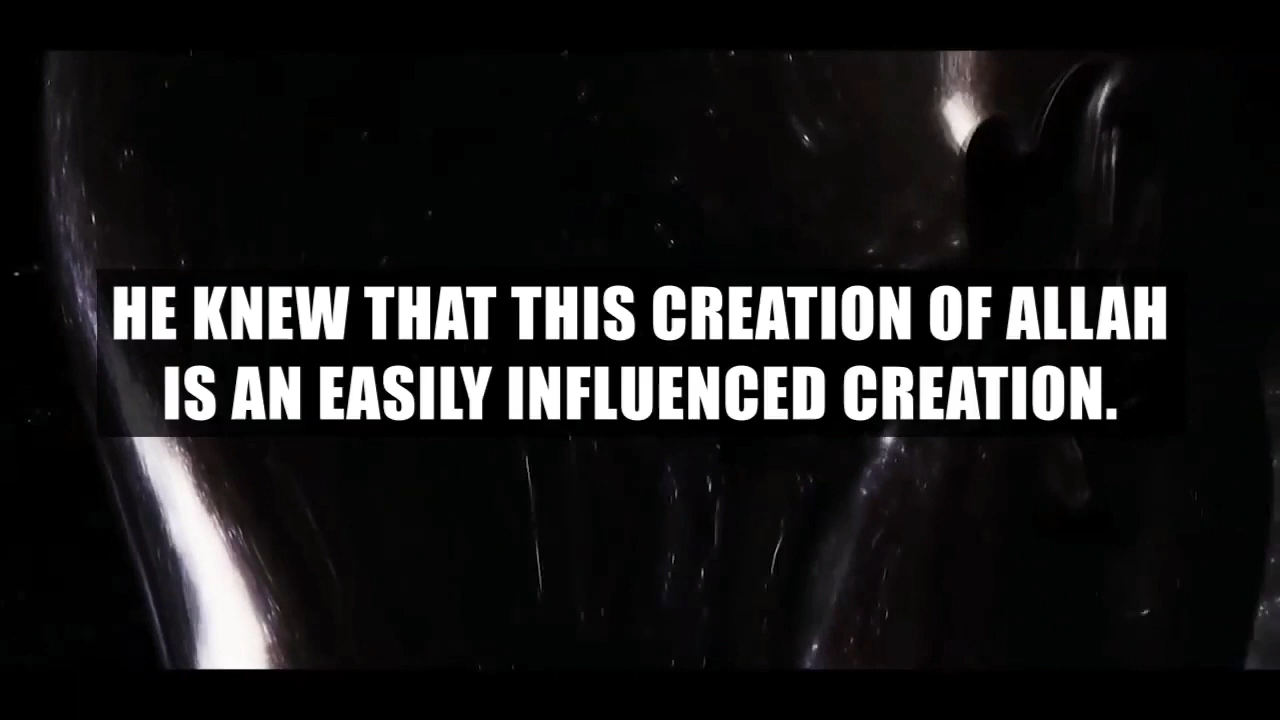 HE KNEW THAT THIS CREATION OF ALLAH
IS AN EASILY INFLUENCED CREATION.